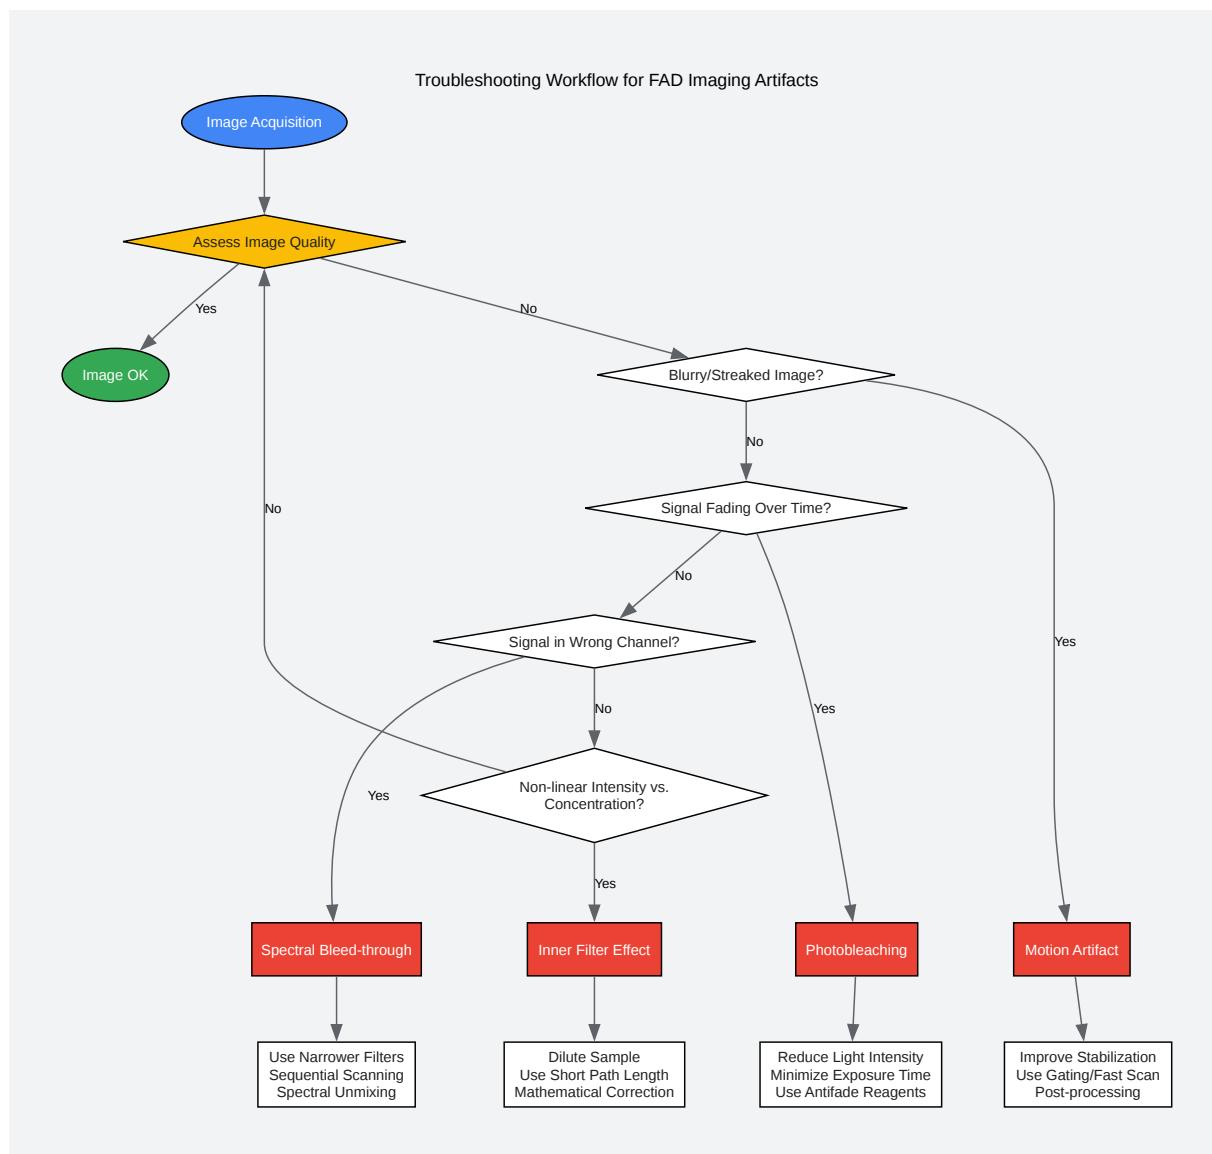 Troubleshooting Workflow for FAD Imaging Artifacts
Image Acquisition
Assess Image Quality
Yes
No
Image OK
Blurry/Streaked Image?
No
Signal Fading Over Time?
No
No
Signal in Wrong Channel?
Yes
No
Yes
Yes
Non-linear Intensity vs.
Concentration?
Yes
Spectral Bleed-through
Inner Filter Effect
Photobleaching
Motion Artifact
Use Narrower Filters
Sequential Scanning
Spectral Unmixing
Dilute Sample
Use Short Path Length
Mathematical Correction
Reduce Light Intensity
Minimize Exposure Time
Use Antifade Reagents
Improve Stabilization
Use Gating/Fast Scan
Post-processing